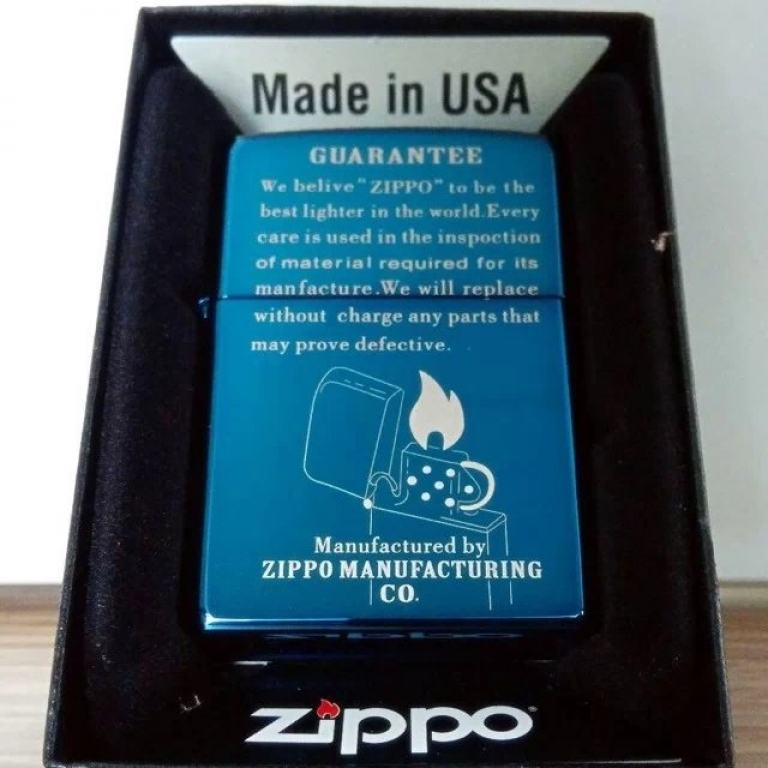 Made in USA
GUARANTEE
We belive "ZIPPO" to be the
best lighter in the world.Every
care is used in the inspoction
of material required for its
manfacture.We will replace
without charge any parts that
may prove defective.
Manufactured by
ZIPPO MANUFACTURING
CO.
zippo
zippo